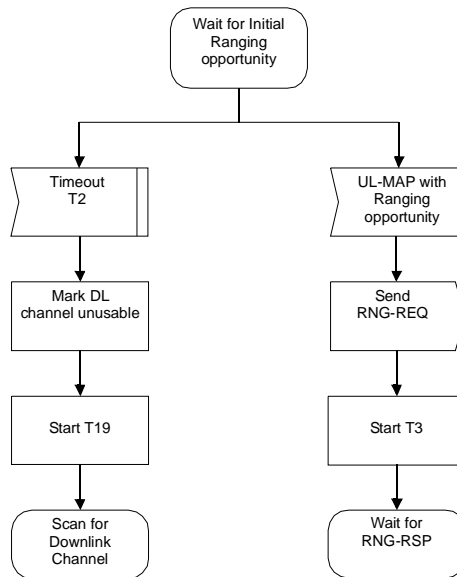 Wait for Initial
Ranging
opportunity
Timeout
T2
UL-MAP with
Ranging
opportunity
Mark DL
channel unusable
Send
RNG-REQ
Start T19
Start T3
Scan for
Downlink
Channel
Wait for
RNG-RSP